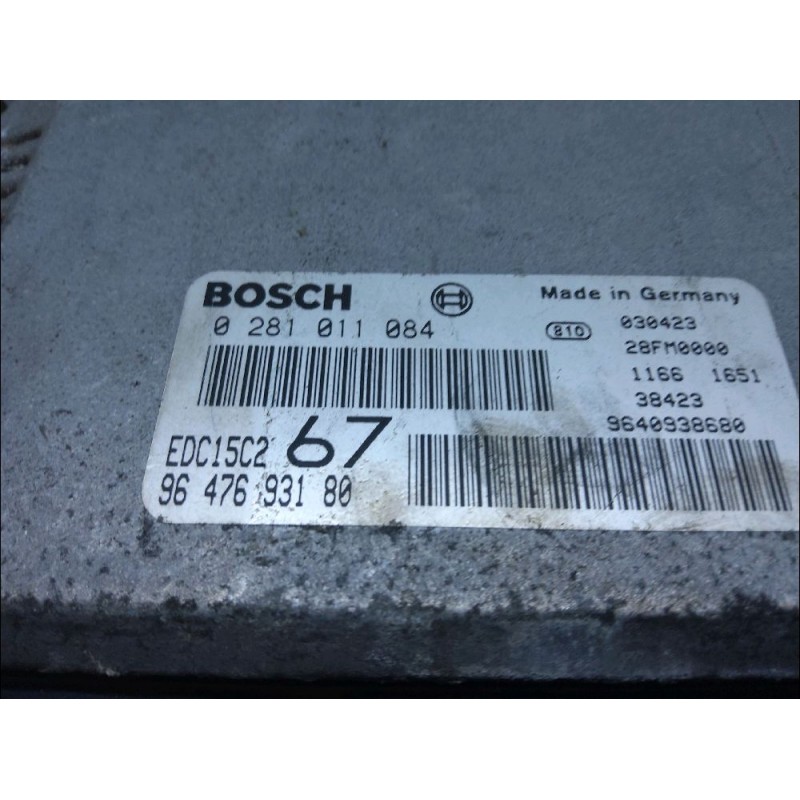 BOSCH
Made in Germany
0 281 011 084
810
030423
28FM0000
1166 1651
38423
9640938680
EDC15C2
67
96 476 931 80